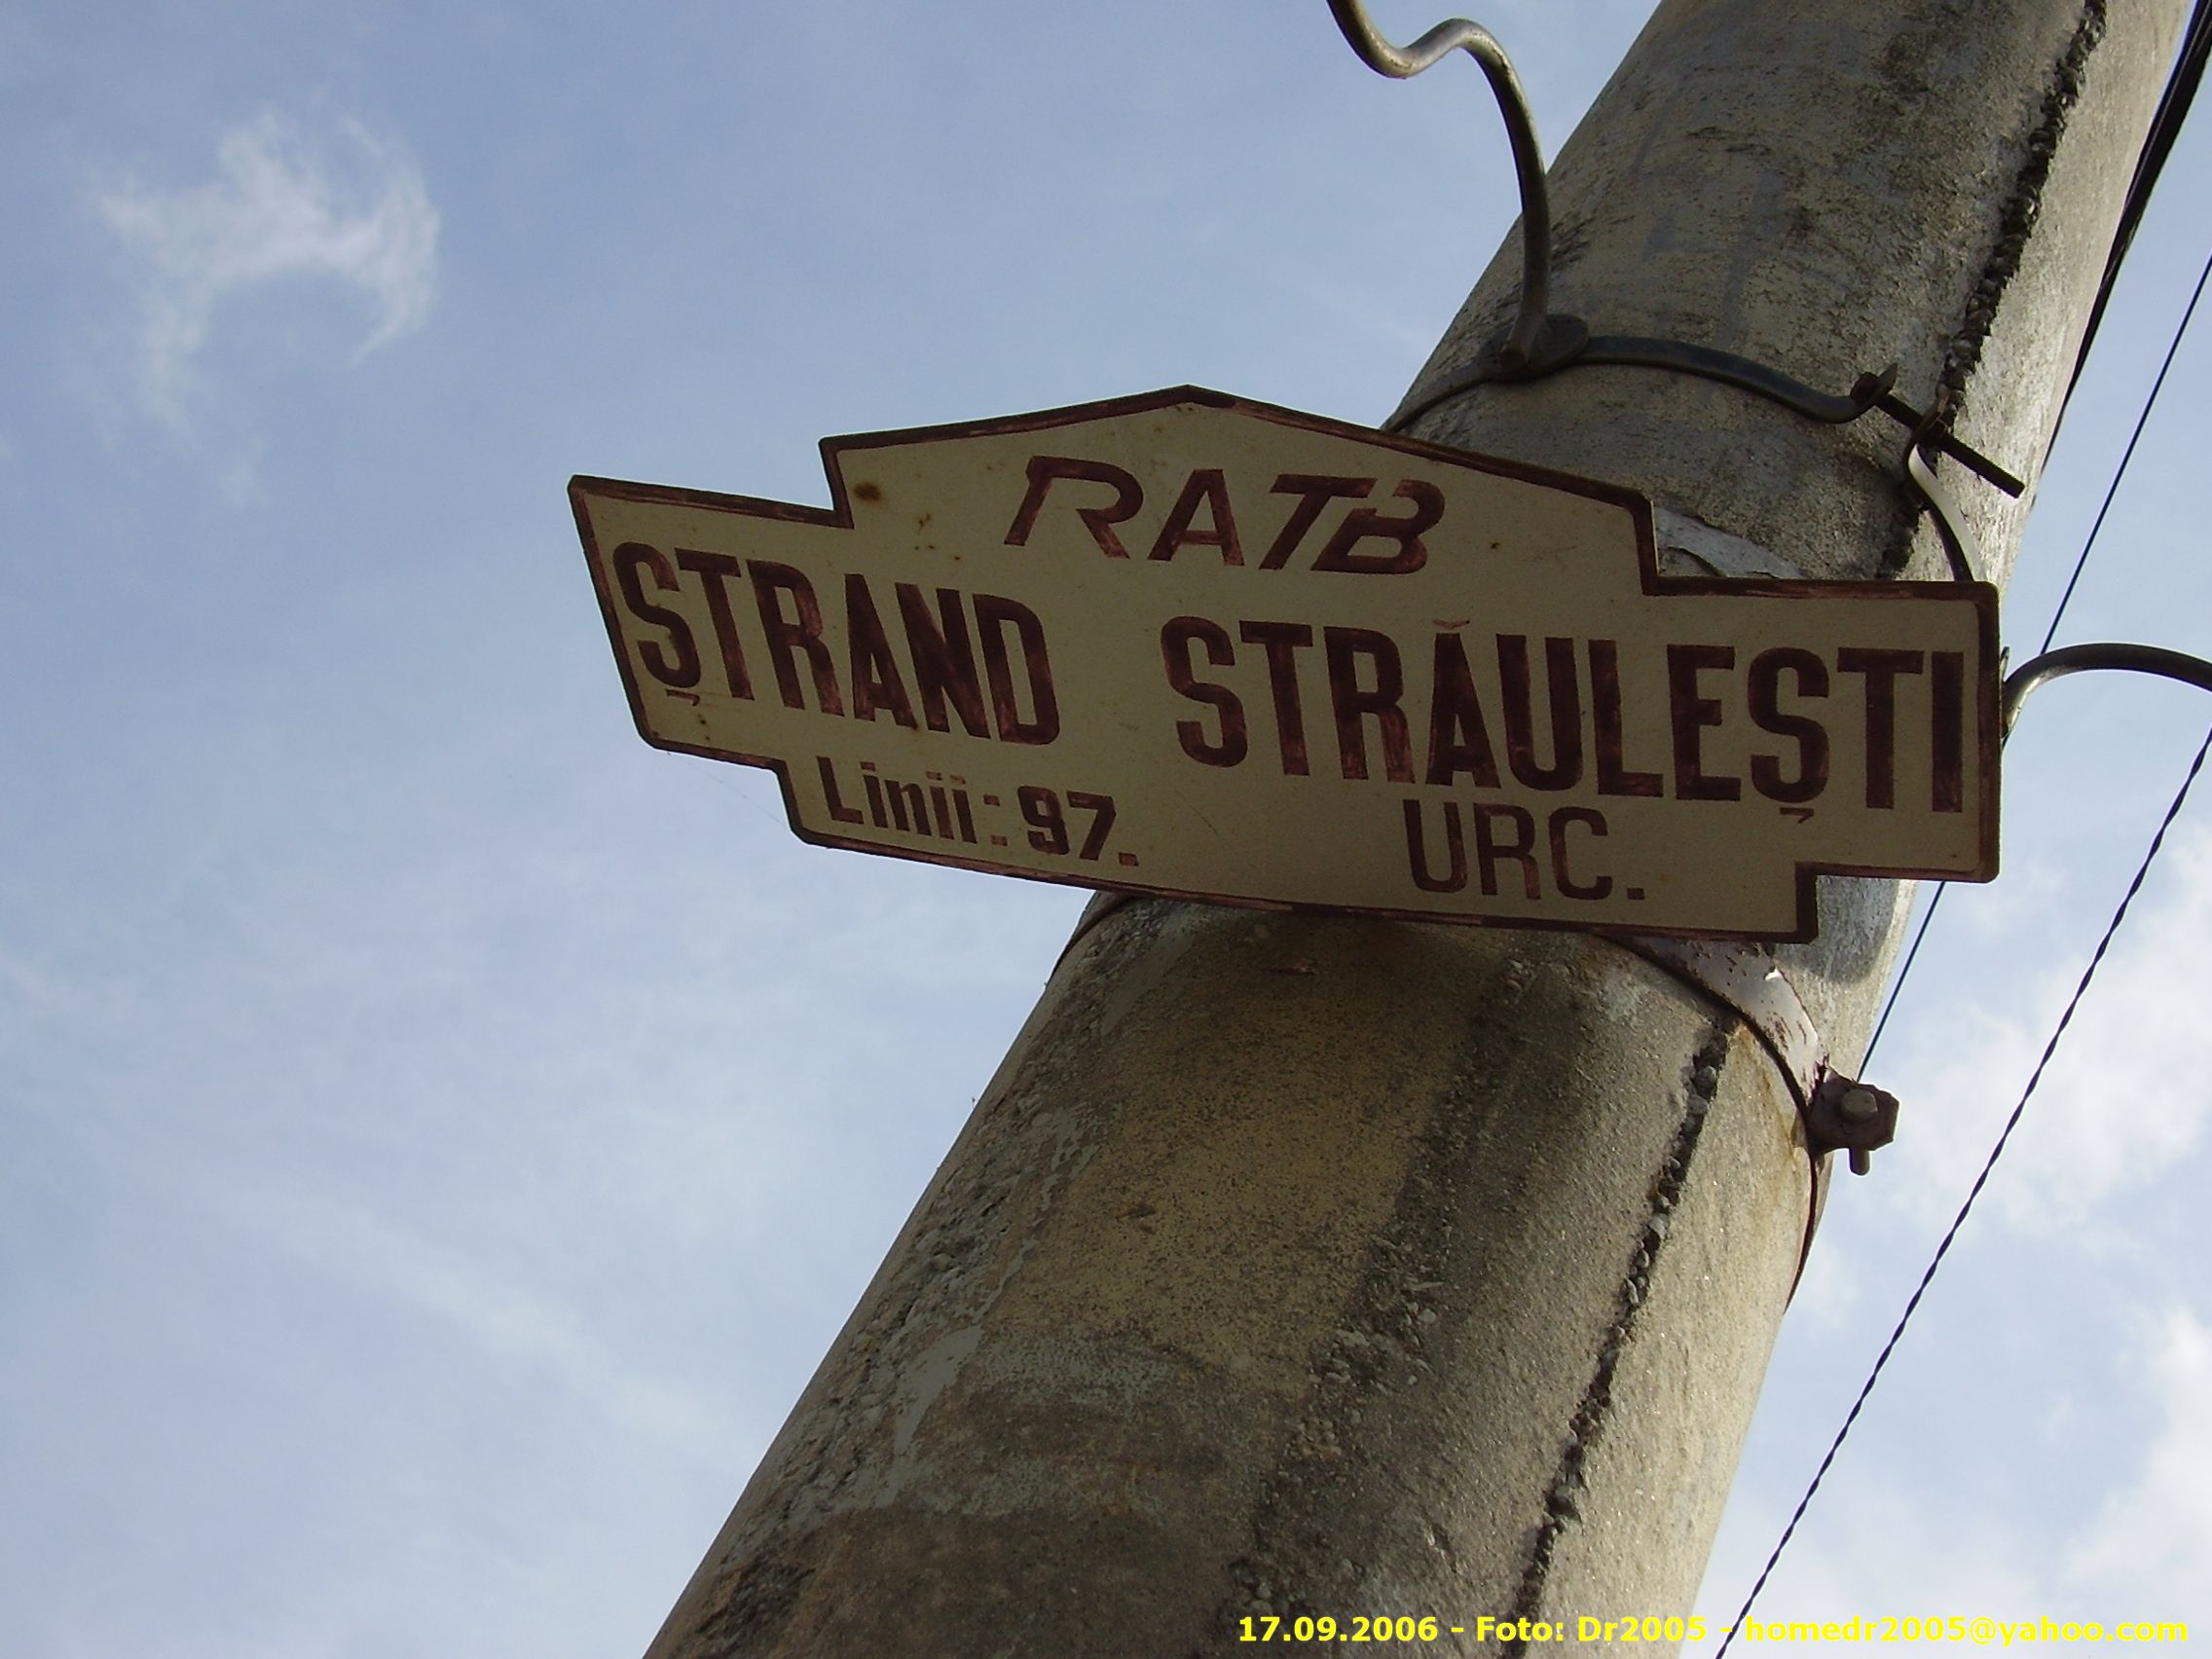 RATB
ȘTRAND STRĂULEȘTI
Linii: 97. URC.
17.09.2006 - Foto: Dr2005 - homedr2005@yahoo.com